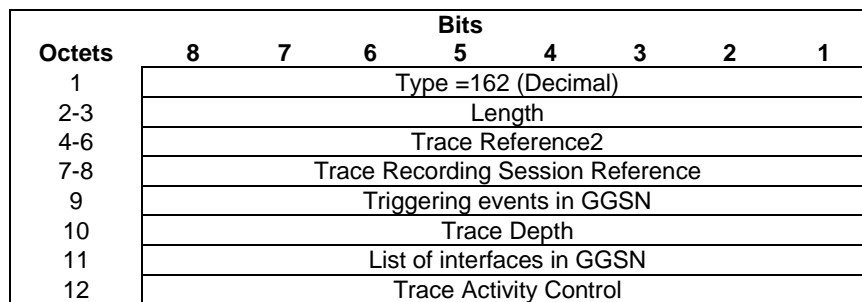 Bits
Octets 8 7 6 5 4 3 2 1
1 Type =162 (Decimal)
2-3 Length
4-6 Trace Reference2
7-8 Trace Recording Session Reference
9 Triggering events in GGSN
10 Trace Depth
11 List of interfaces in GGSN
12 Trace Activity Control